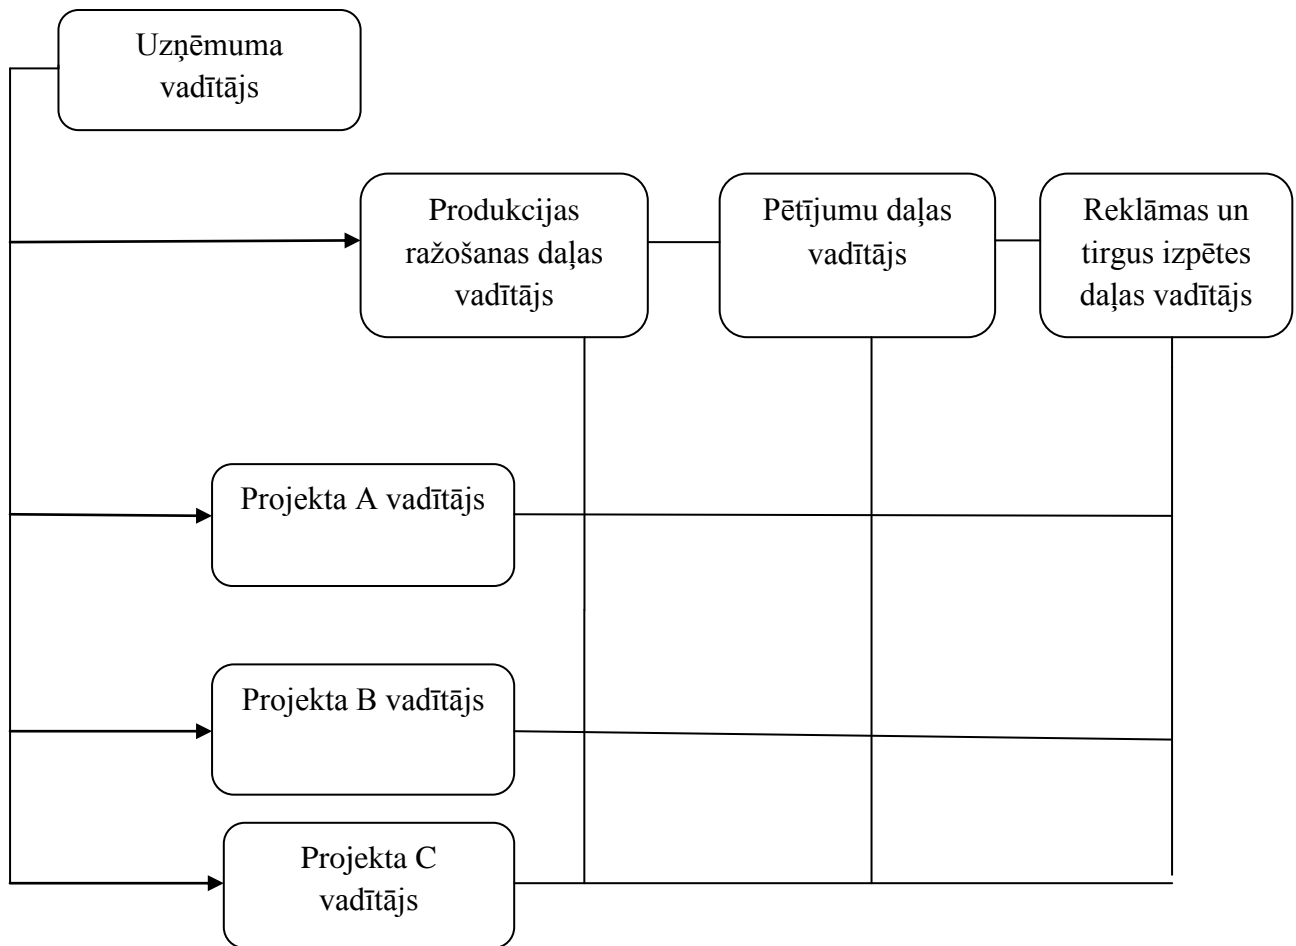 Uzņēmuma
vadītājs
Produkcijas
ražošanas daļas
vadītājs
Pētījumu daļas
vadītājs
Reklāmas un
tirgus izpētes
daļas vadītājs
Projekta A vadītājs
Projekta B vadītājs
Projekta C
vadītājs